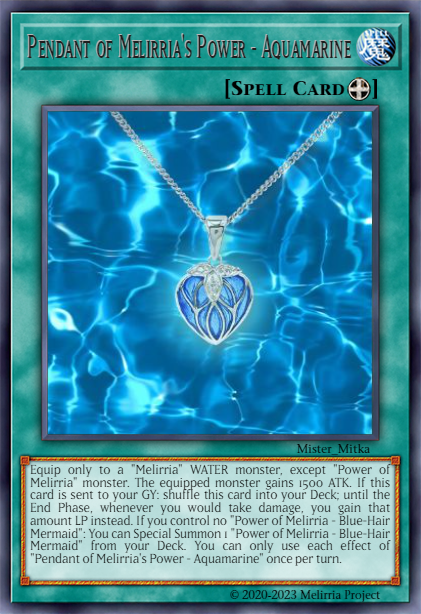 Pendant of Melirria's Power - Aquamarine
魔
[Spell Card]
Mister_Mitka
Equip only to a "Melirria" WATER monster, except "Power of
Melirria" monster. The equipped monster gains 1500 ATK. If this
card is sent to your GY: shuffle this card into your Deck; until the
End Phase, whenever you would take damage, you gain that
amount LP instead. If you control no "Power of Melirria - Blue-Hair
Mermaid": You can Special Summon 1 "Power of Melirria - Blue-Hair
Mermaid" from your Deck. You can only use each effect of
"Pendant of Melirria's Power - Aquamarine" once per turn.
© 2020-2023 Melirria Project